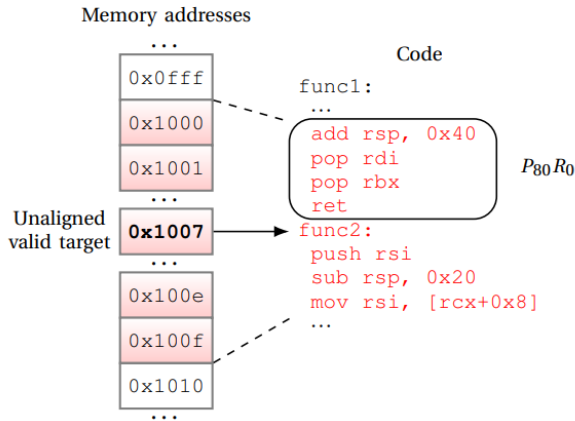 Memory addresses
...
0x0fff
0x1000
0x1001
...
Unaligned
valid target
0x1007
...
0x100e
0x100f
0x1010
...
Code
func1:
...
add rsp, 0x40
pop rdi
pop rbx
ret
P80R0
func2:
push rsi
sub rsp, 0x20
mov rsi, [rcx+0x8]
...